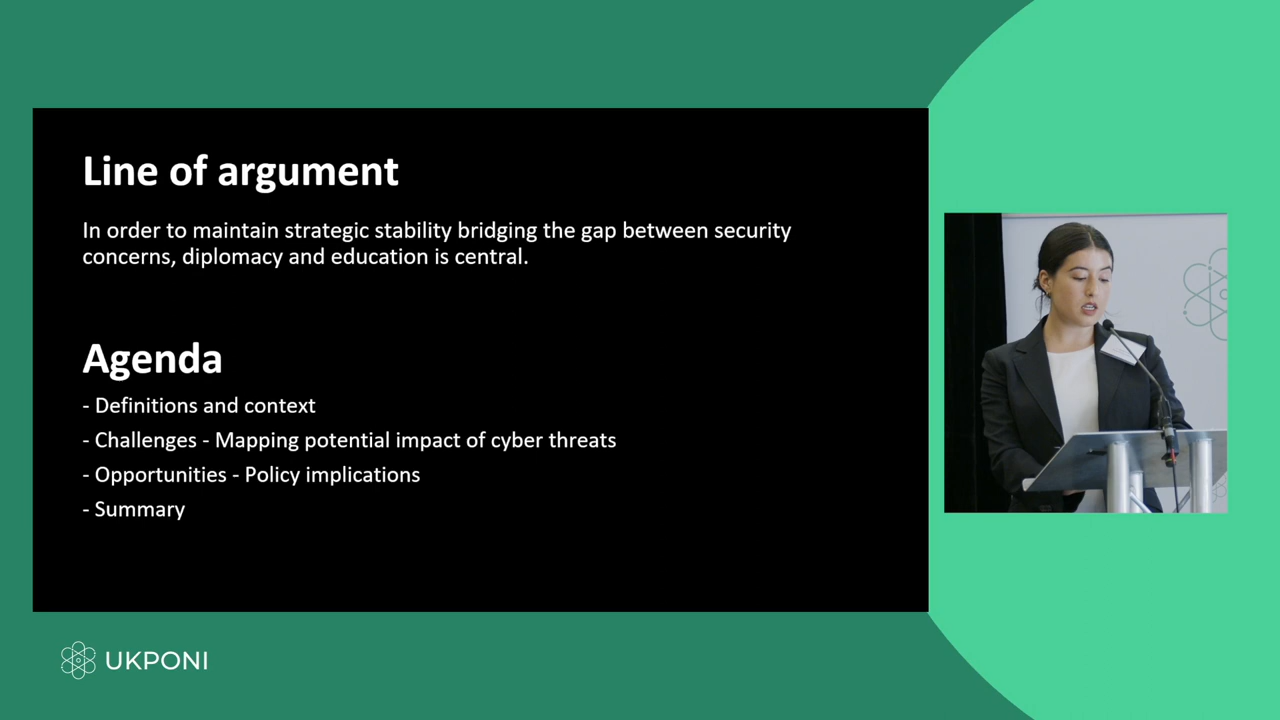 Line of argument
In order to maintain strategic stability bridging the gap between security
concerns, diplomacy and education is central.
Agenda
- Definitions and context
- Challenges - Mapping potential impact of cyber threats
- Opportunities - Policy implications
- Summary
UKPONI